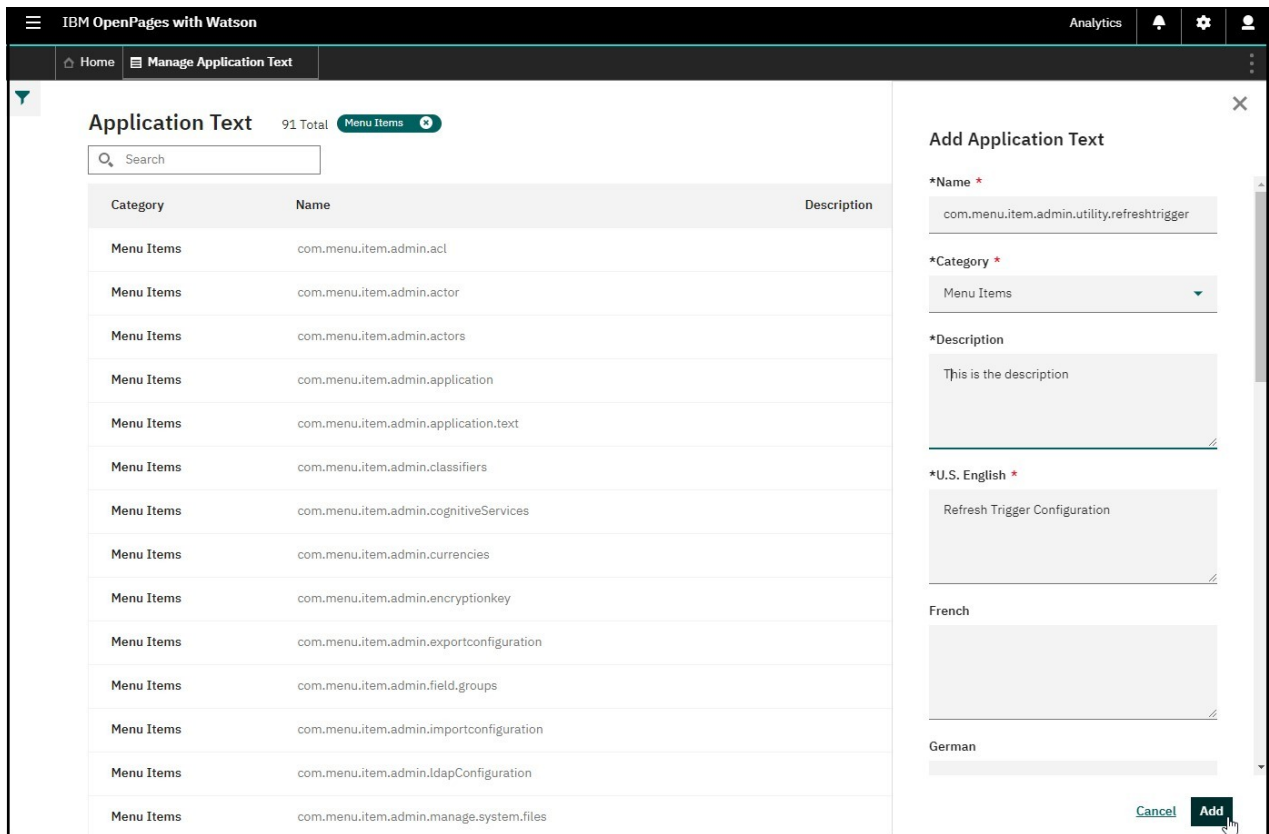 IBM OpenPages with Watson
Analytics
Home
Manage Application Text
Application Text
91 Total
Menu Items
Search
Category Name Description
Menu Items com.menu.item.admin.acl
Menu Items com.menu.item.admin.actor
Menu Items com.menu.item.admin.actors
Menu Items com.menu.item.admin.application
Menu Items com.menu.item.admin.application.text
Menu Items com.menu.item.admin.classifiers
Menu Items com.menu.item.admin.cognitiveServices
Menu Items com.menu.item.admin.currencies
Menu Items com.menu.item.admin.encryptionkey
Menu Items com.menu.item.admin.exportconfiguration
Menu Items com.menu.item.admin.field.groups
Menu Items com.menu.item.admin.importconfiguration
Menu Items com.menu.item.admin.ldapConfiguration
Menu Items com.menu.item.admin.manage.system.files
Add Application Text
*Name *
com.menu.item.admin.utility.refreshtrigger
*Category *
Menu Items
*Description
This is the description
*U.S. English *
Refresh Trigger Configuration
French
German
Cancel
Add